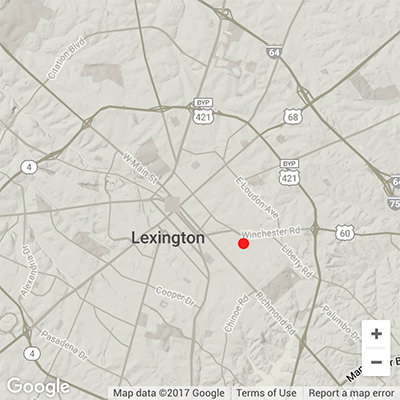 Citation Blvd
64
BYP
421
68
4
W Main St
BYP
421
E Loudon Ave
64
75
Winchester Rd
60
Lexington
Liberty Rd
Alexandria Dr
Cooper Dr
Chinoe Rd
Richmond Rd
Palumbo Dr
Pasadena Dr
4
+
−
Google
Map data ©2017 Google
Terms of Use
Report a map error